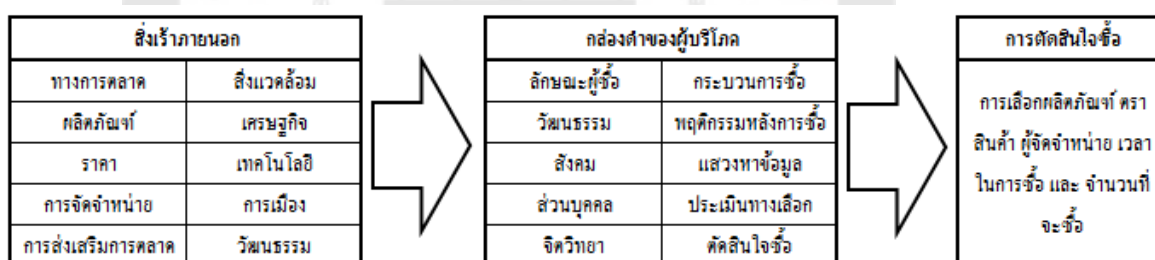 สิ่งเร้าภายนอก
ทางการตลาด สิ่งแวดล้อม
ผลิตภัณฑ์ เศรษฐกิจ
ราคา เทคโนโลยี
การจัดจำหน่าย การเมือง
การส่งเสริมการตลาด วัฒนธรรม
กล่องดำของผู้บริโภค
ลักษณะผู้ซื้อ กระบวนการซื้อ
วัฒนธรรม พฤติกรรมหลังการซื้อ
สังคม แสวงหาข้อมูล
ส่วนบุคคล ประเมินทางเลือก
จิตวิทยา ตัดสินใจซื้อ
การตัดสินใจซื้อ
การเลือกผลิตภัณฑ์ ตรา
สินค้า ผู้จัดจำหน่าย เวลา
ในการซื้อ และ จำนวนที่
จะซื้อ